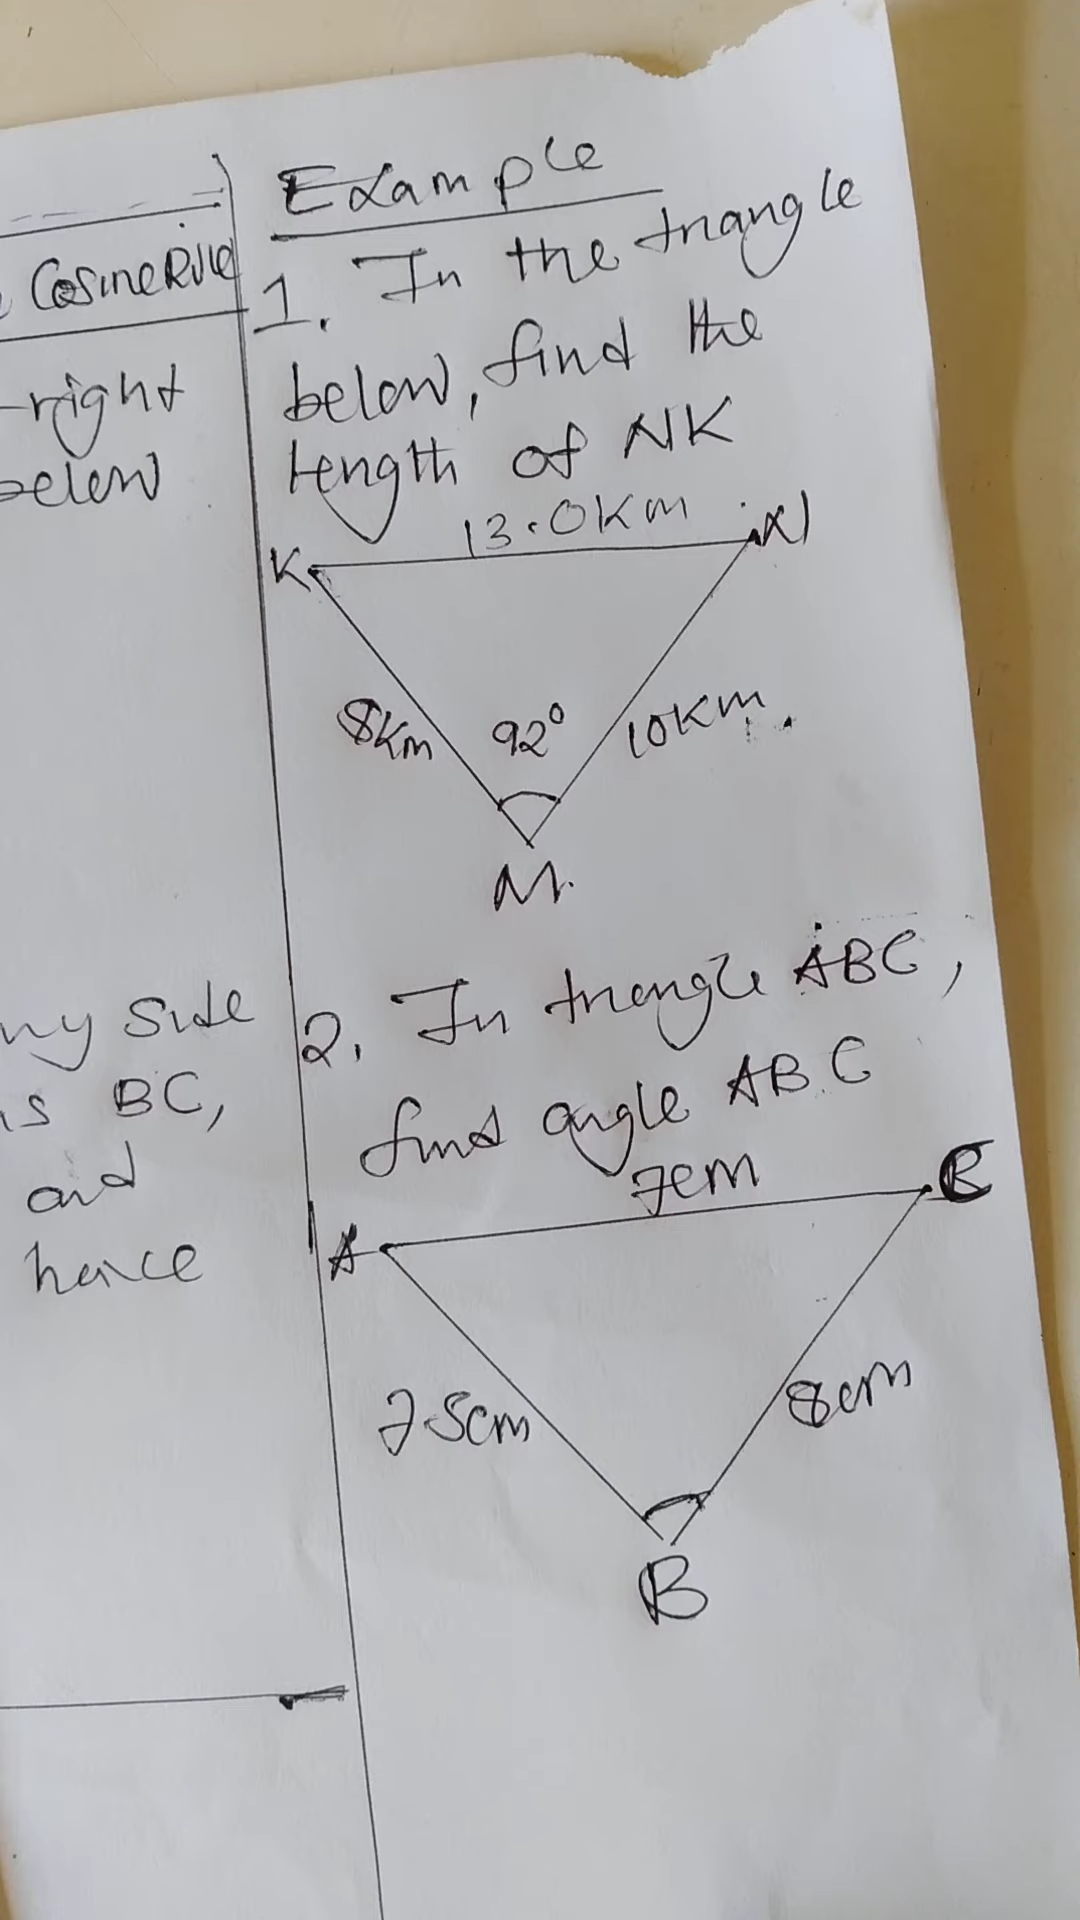 Cosine Rule
right
below
ny side
is BC,
and
hence
Example
1. In the triangle
below, find the
length of NK
13.0Km
K
N
8Km
92°
10Km
M
2. In triangle ABC,
find angle ABC
7cm
A
C
7.5cm
8cm
B